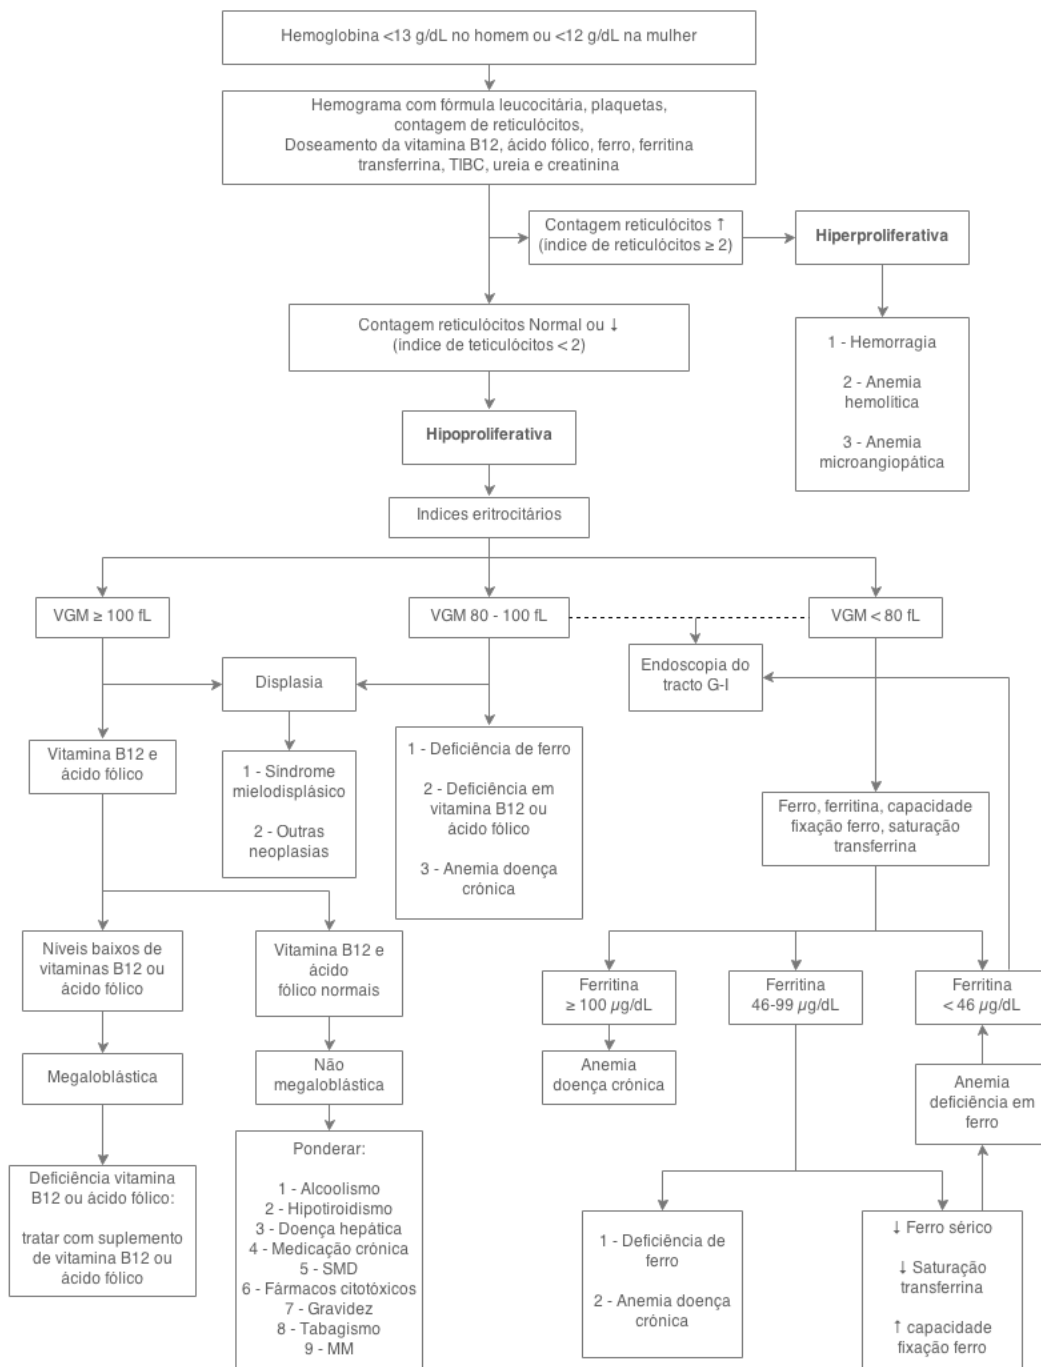 Hemoglobina <13 g/dL no homem ou <12 g/dL na mulher
Hemograma com fórmula leucocitária, plaquetas,
contagem de reticulócitos,
Doseamento da vitamina B12, ácido fólico, ferro, ferritina
transferrina, TIBC, ureia e creatinina
Contagem reticulócitos ↑
(índice de reticulócitos ≥ 2)
Hiperproliferativa
1 - Hemorragia
2 - Anemia
hemolítica
3 - Anemia
microangiopática
Contagem reticulócitos Normal ou ↓
(índice de teticulócitos < 2)
Hipoproliferativa
Indices eritrocitários
VGM ≥ 100 fL
VGM 80 - 100 fL
VGM < 80 fL
Endoscopia do
tracto G-I
Displasia
Vitamina B12 e
ácido fólico
1 - Síndrome
mielodisplásico
2 - Outras
neoplasias
1 - Deficiência de ferro
2 - Deficiência em
vitamina B12 ou
ácido fólico
3 - Anemia doença
crónica
Ferro, ferritina, capacidade
fixação ferro, saturação
transferrina
Níveis baixos de
vitaminas B12 ou
ácido fólico
Vitamina B12 e
ácido
fólico normais
Ferritina
≥ 100 µg/dL
Ferritina
46-99 µg/dL
Ferritina
< 46 µg/dL
Megaloblástica
Não
megaloblástica
Anemia
doença crónica
Anemia
deficiência em
ferro
Deficiência vitamina
B12 ou ácido fólico:
tratar com suplemento
de vitamina B12 ou
ácido fólico
Ponderar:
1 - Alcoolismo
2 - Hipotiroidismo
3 - Doença hepática
4 - Medicação crónica
5 - SMD
6 - Fármacos citotóxicos
7 - Gravidez
8 - Tabagismo
9 - MM
1 - Deficiência de
ferro
2 - Anemia doença
crónica
↓ Ferro sérico
↓ Saturação
transferrina
↑ capacidade
fixação ferro